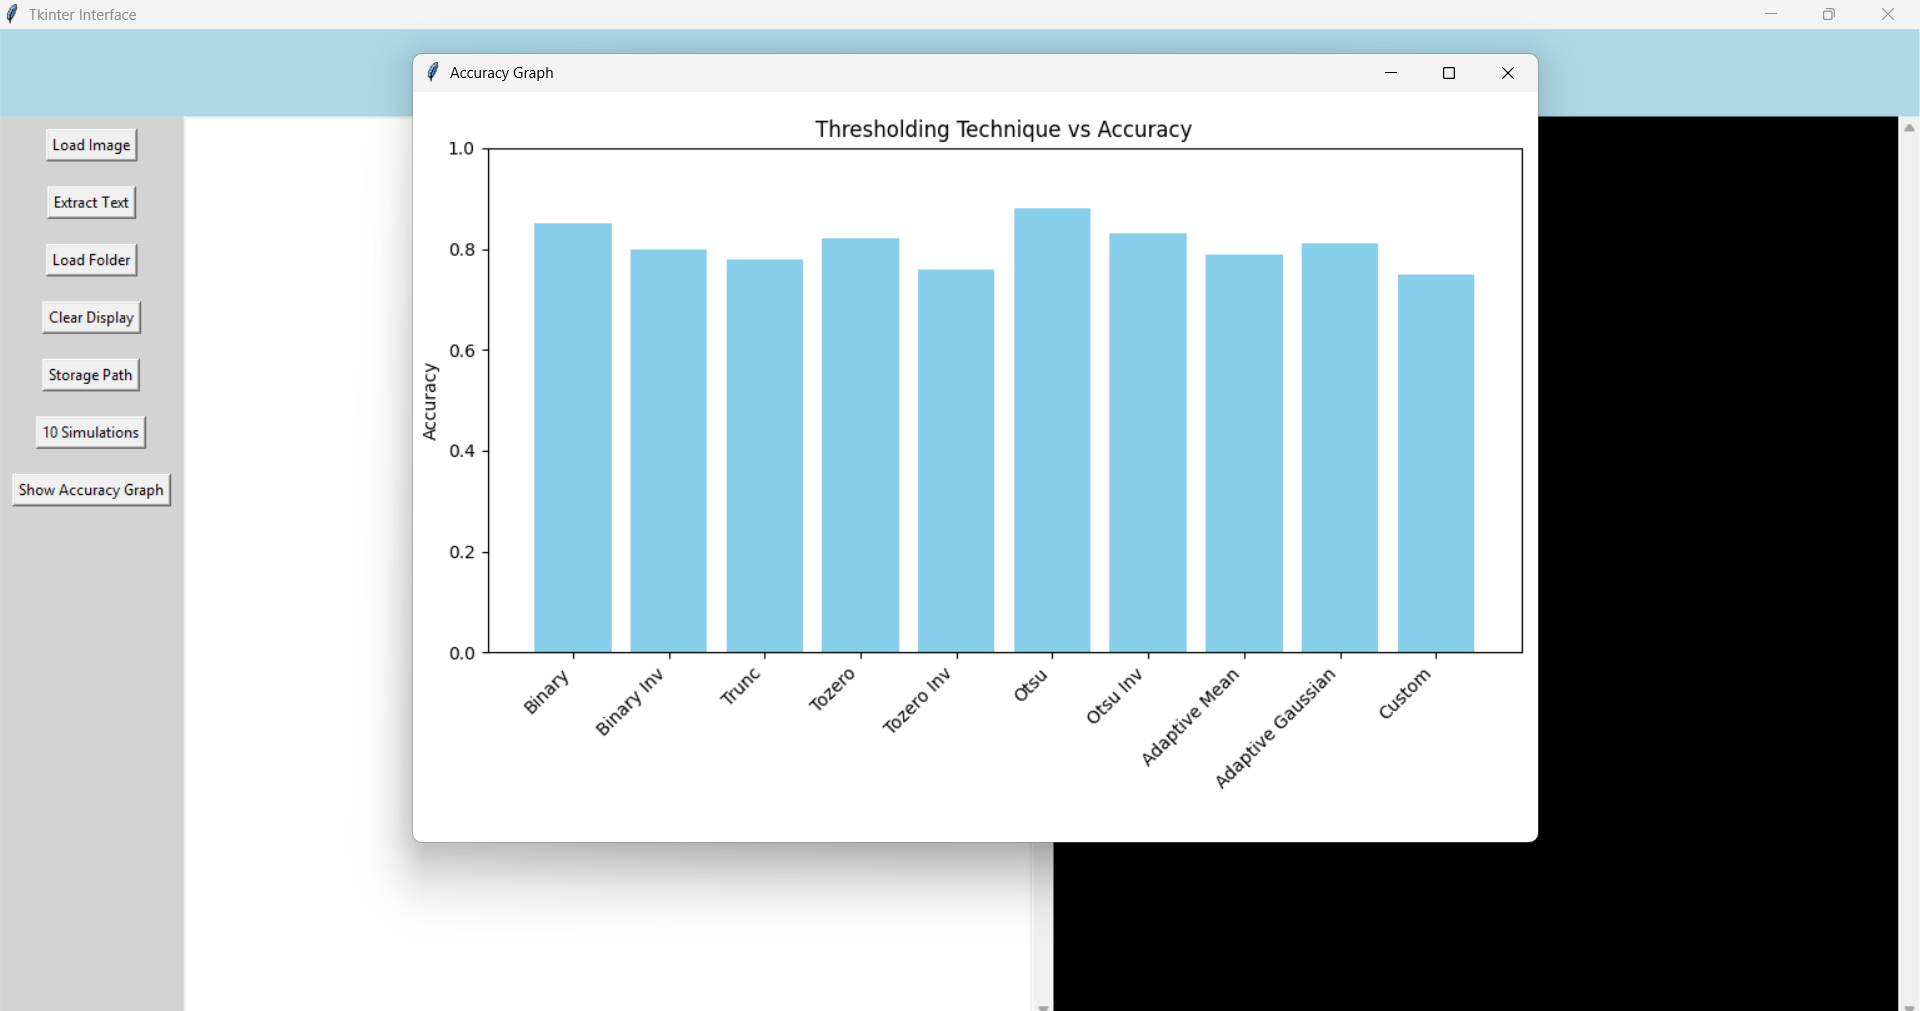 Tkinter Interface
Accuracy Graph
Load Image
Extract Text
Load Folder
Clear Display
Storage Path
10 Simulations
Show Accuracy Graph
Thresholding Technique vs Accuracy
Accuracy
1.0
0.8
0.6
0.4
0.2
0.0
Binary
Binary Inv
Trunc
Tozero
Tozero Inv
Otsu
Otsu Inv
Adaptive Mean
Adaptive Gaussian
Custom